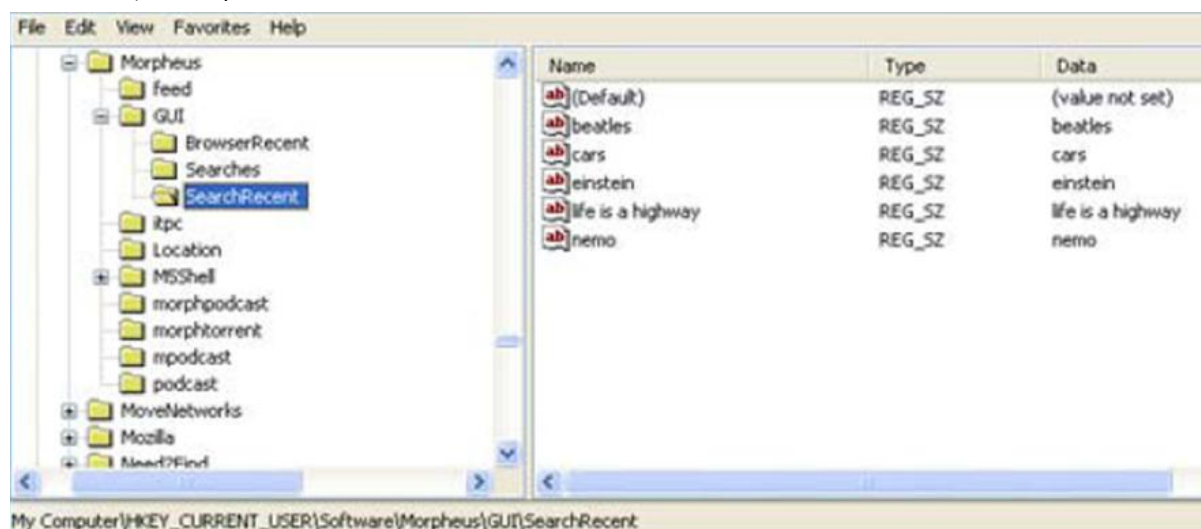 File Edit View Favorites Help
Morpheus
feed
GUI
BrowserRecent
Searches
SearchRecent
itpc
Location
MSShell
morphpodcast
morphtorrent
mpodcast
podcast
MoveNetworks
Mozilla
Need2Find
Name Type Data
(Default) REG_SZ (value not set)
beatles REG_SZ beatles
cars REG_SZ cars
einstein REG_SZ einstein
life is a highway REG_SZ life is a highway
nemo REG_SZ nemo
My Computer\HKEY_CURRENT_USER\Software\Morpheus\GUI\SearchRecent